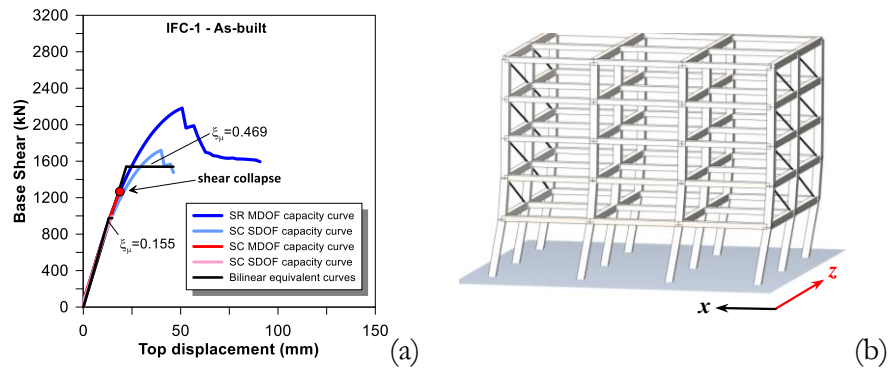 IFC-1 - As-built
Base Shear (kN)
3200
2800
2400
2000
1600
1200
800
400
0
ξμ=0.469
shear collapse
ξμ=0.155
SR MDOF capacity curve
SC SDOF capacity curve
SC MDOF capacity curve
SC SDOF capacity curve
Bilinear equivalent curves
0 50 100 150
Top displacement (mm)
(a)
x
z
(b)